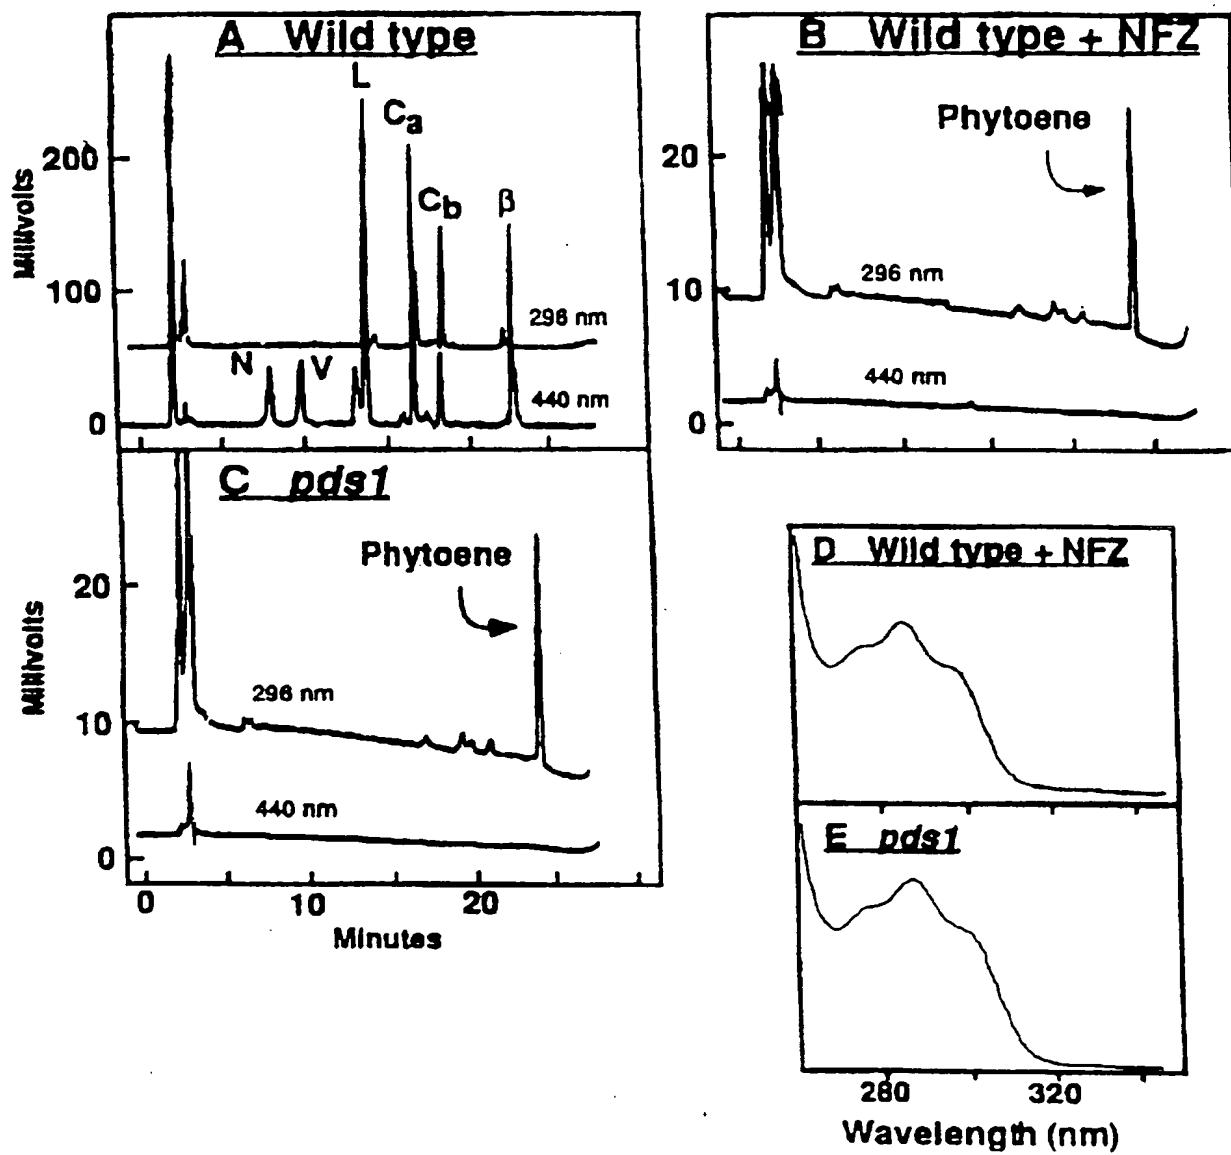 A Wild type
L
Ca
Cb
β
N
V
296 nm
440 nm
200
100
0
Millivolts
B Wild type + NFZ
Phytoene
296 nm
440 nm
20
10
0
C pds1
Phytoene
296 nm
440 nm
20
10
0
Millivolts
0 10 20
Minutes
D Wild type + NFZ
E pds1
280 320
Wavelength (nm)